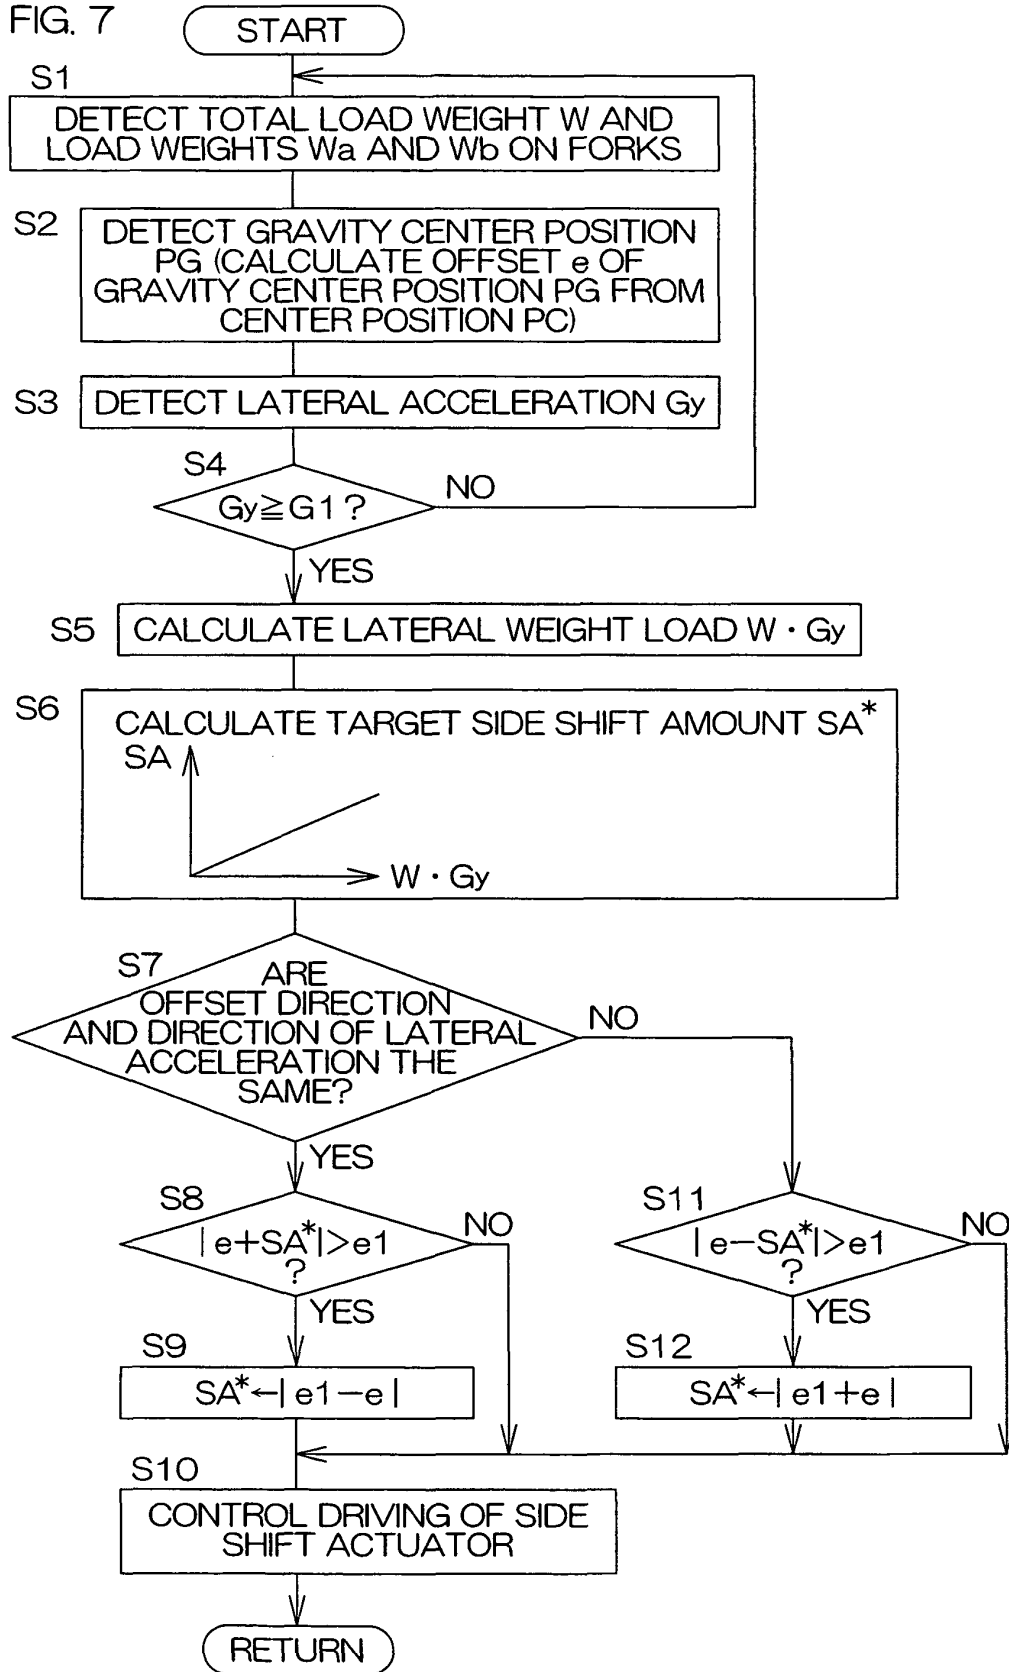 FIG. 7
START
S1
DETECT TOTAL LOAD WEIGHT W AND
LOAD WEIGHTS Wa AND Wb ON FORKS
S2
DETECT GRAVITY CENTER POSITION
PG (CALCULATE OFFSET e OF
GRAVITY CENTER POSITION PG FROM
CENTER POSITION PC)
S3
DETECT LATERAL ACCELERATION Gy
S4
Gy≧G1?
NO
YES
S5
CALCULATE LATERAL WEIGHT LOAD W・Gy
S6
CALCULATE TARGET SIDE SHIFT AMOUNT SA*
SA
W・Gy
S7
ARE
OFFSET DIRECTION
AND DIRECTION OF LATERAL
ACCELERATION THE
SAME?
NO
YES
S8
|e+SA*|>e1
?
NO
YES
S9
SA*←|e1−e|
S11
|e−SA*|>e1
?
NO
YES
S12
SA*←|e1+e|
S10
CONTROL DRIVING OF SIDE
SHIFT ACTUATOR
RETURN